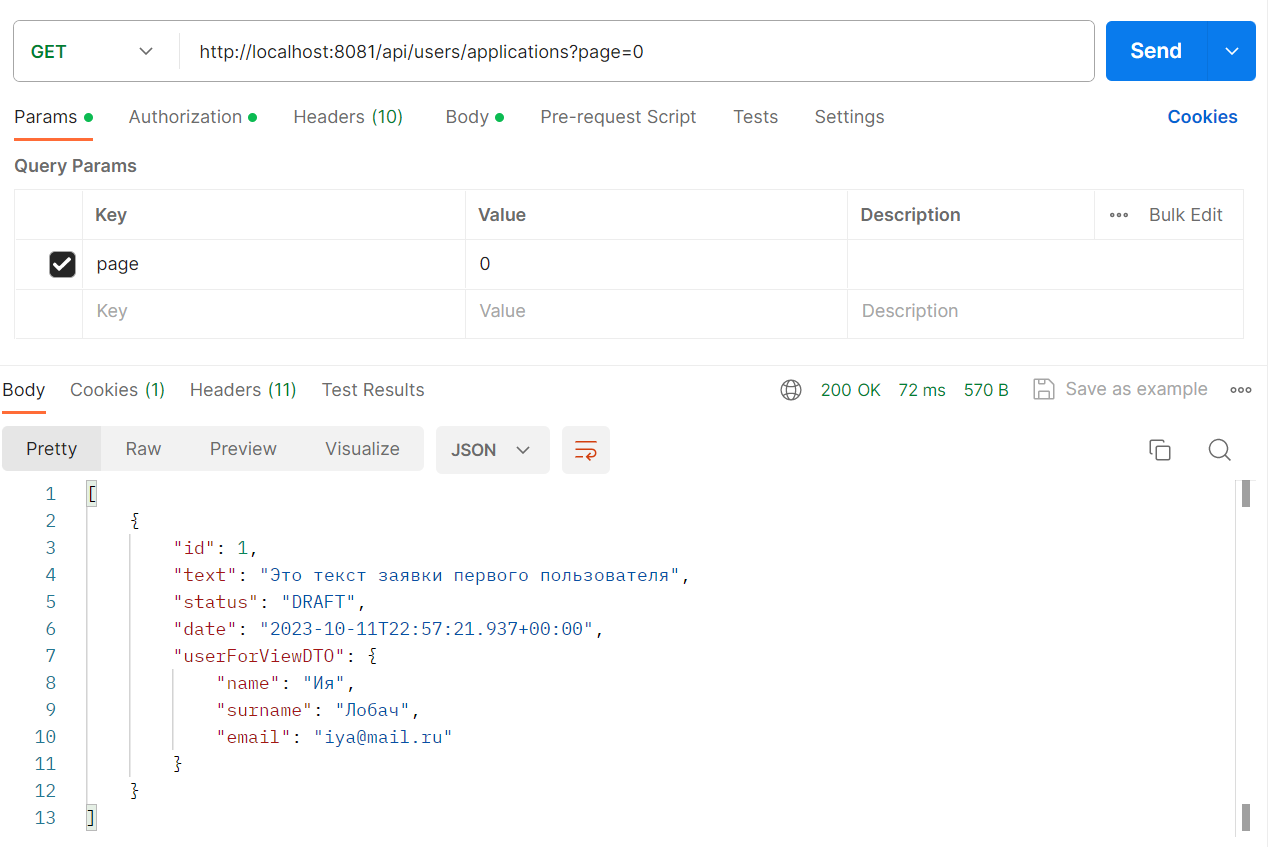 GET http://localhost:8081/api/users/applications?page=0 Send
Params Authorization Headers (10) Body Pre-request Script Tests Settings Cookies
Query Params
Key Value Description Bulk Edit
page 0
Key Value Description
Body Cookies (1) Headers (11) Test Results 200 OK 72 ms 570 B Save as example
Pretty Raw Preview Visualize JSON
1 [
2 {
3 "id": 1,
4 "text": "Это текст заявки первого пользователя",
5 "status": "DRAFT",
6 "date": "2023-10-11T22:57:21.937+00:00",
7 "userForViewDTO": {
8 "name": "Ия",
9 "surname": "Лобач",
10 "email": "iya@mail.ru"
11 }
12 }
13 ]